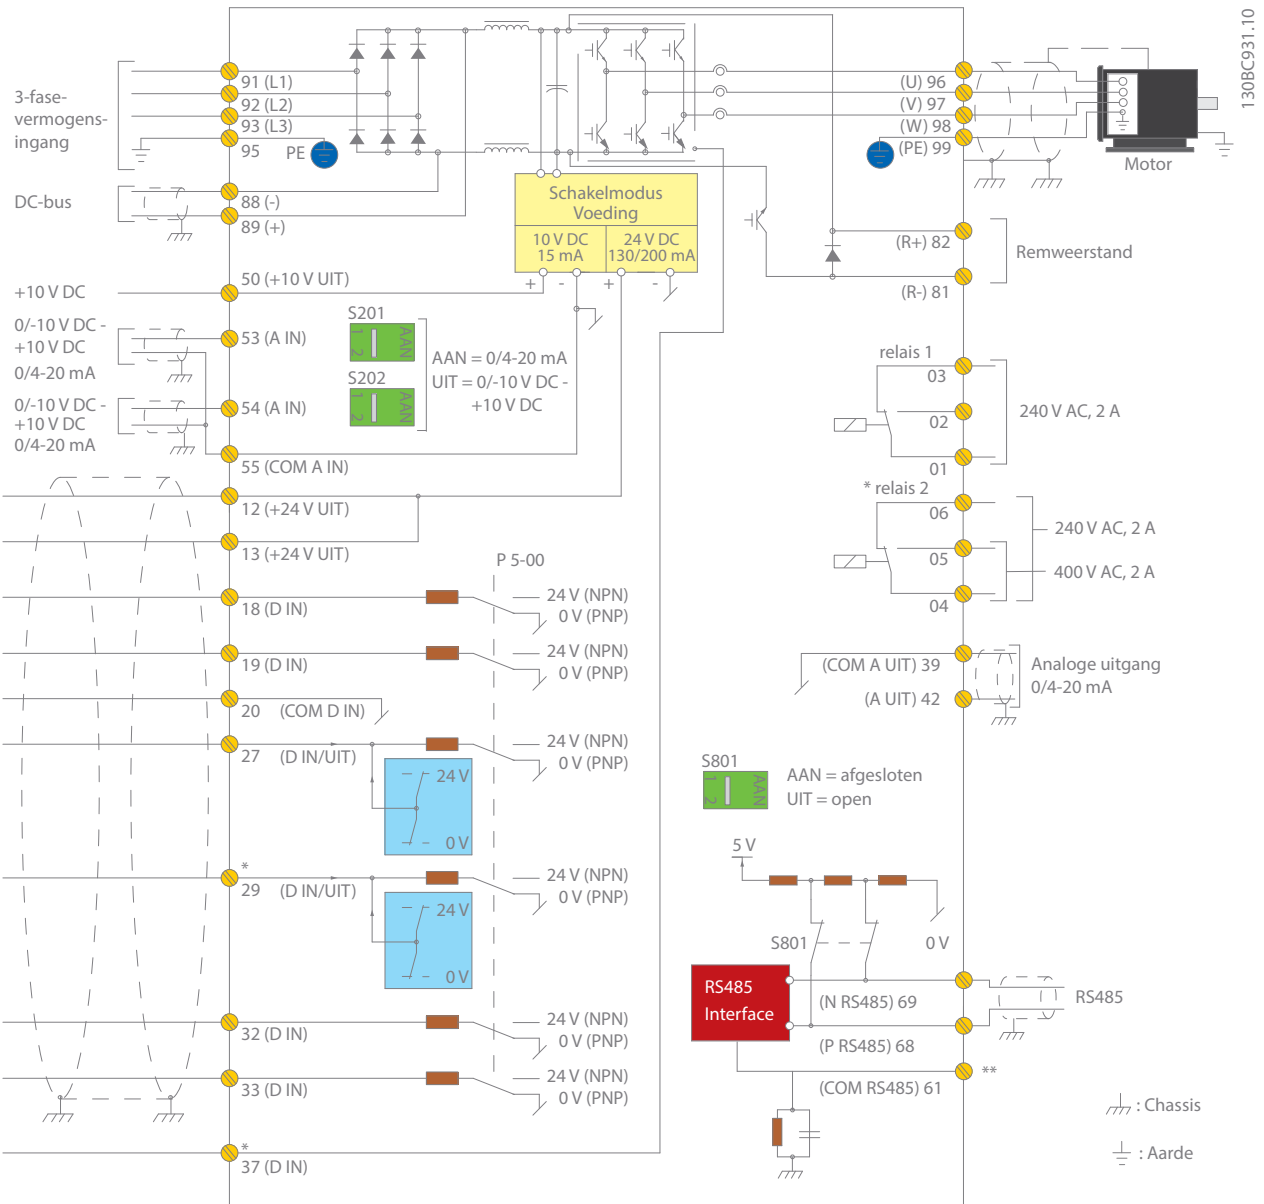 130BC931.10
3-fase-
vermogens-
ingang
91 (L1)
92 (L2)
93 (L3)
95
PE
DC-bus
88 (-)
89 (+)
Schakelmodus
Voeding
10 V DC
15 mA
24 V DC
130/200 mA
+ - + -
(U) 96
(V) 97
(W) 98
(PE) 99
Motor
(R+) 82
Remweerstand
(R-) 81
+10 V DC
50 (+10 V UIT)
0/-10 V DC -
+10 V DC
0/4-20 mA
53 (A IN)
0/-10 V DC -
+10 V DC
0/4-20 mA
54 (A IN)
55 (COM A IN)
S201
1 2 AAN
S202
1 2 AAN
AAN = 0/4-20 mA
UIT = 0/-10 V DC -
+10 V DC
relais 1
03
02
01
240 V AC, 2 A
* relais 2
06
05
04
240 V AC, 2 A
400 V AC, 2 A
12 (+24 V UIT)
13 (+24 V UIT)
P 5-00
18 (D IN)
24 V (NPN)
0 V (PNP)
19 (D IN)
24 V (NPN)
0 V (PNP)
20 (COM D IN)
27 (D IN/UIT)
24 V (NPN)
0 V (PNP)
24 V
0 V
*
29 (D IN/UIT)
24 V (NPN)
0 V (PNP)
24 V
0 V
32 (D IN)
24 V (NPN)
0 V (PNP)
33 (D IN)
24 V (NPN)
0 V (PNP)
*
37 (D IN)
(COM A UIT) 39
(A UIT) 42
Analoge uitgang
0/4-20 mA
S801
1 2 AAN
AAN = afgesloten
UIT = open
5 V
S801
0 V
RS485
Interface
(N RS485) 69
RS485
(P RS485) 68
(COM RS485) 61
**
: Chassis
: Aarde